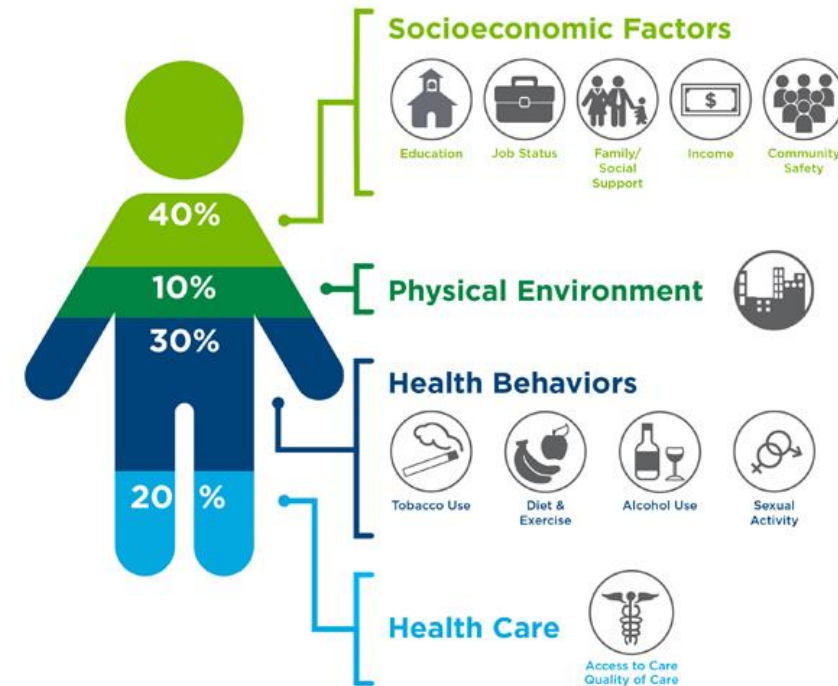 Socioeconomic Factors
$
Education
Job Status
Family/
Social
Support
Income
Community
Safety
40%
10%
Physical Environment
30%
Health Behaviors
Tobacco Use
Diet &
Exercise
Alcohol Use
Sexual
Activity
20 %
Health Care
Access to Care
Quality of Care